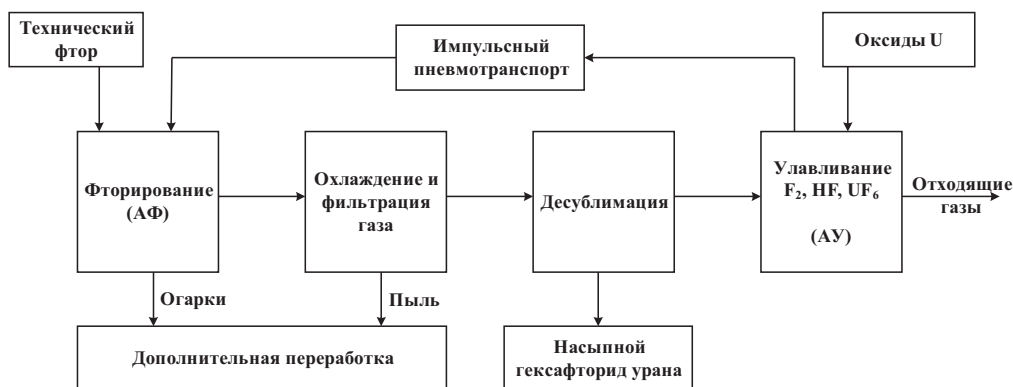 Технический
фтор
Импульсный
пневмотранспорт
Оксиды U
Фторирование
(АФ)
Охлаждение и
фильтрация
газа
Десублимация
Улавливание
F₂, HF, UF₆
(АУ)
Отходящие
газы
Огарки
Пыль
Дополнительная переработка
Насыпной
гексафторид урана